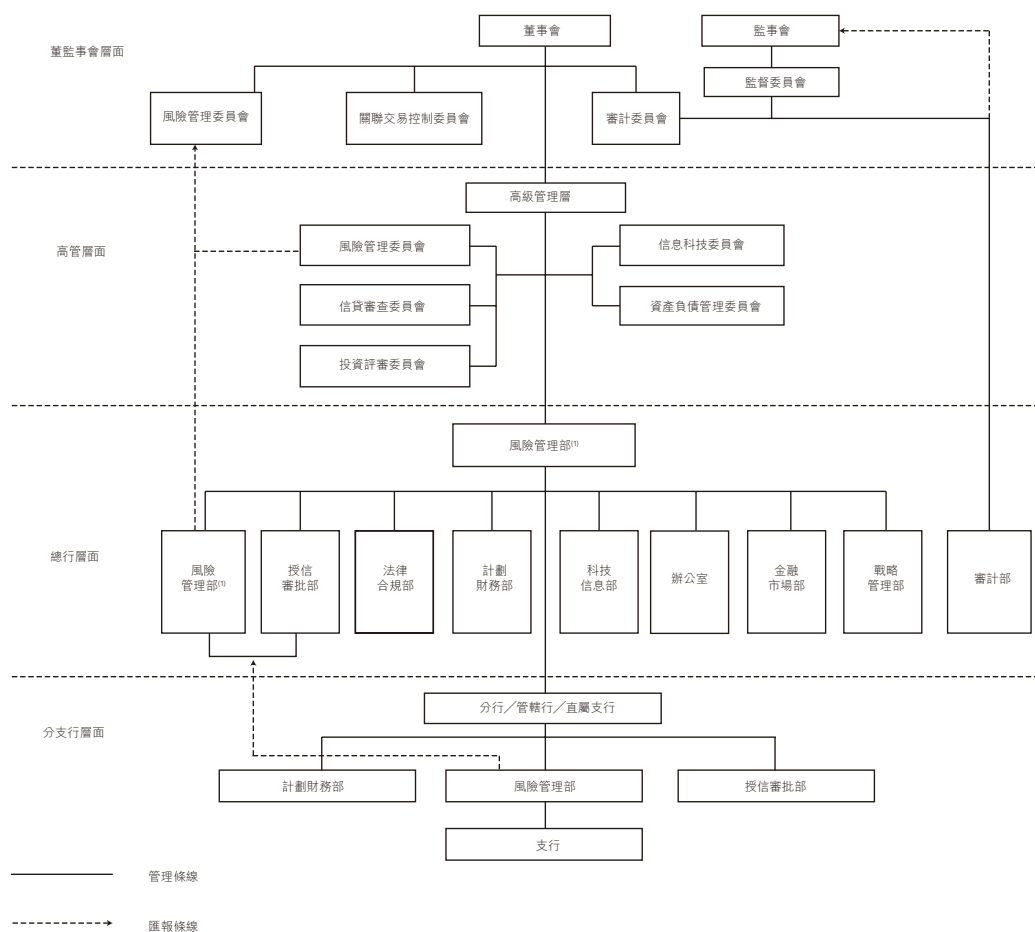 董事會
監事會
董監事會層面
監督委員會
風險管理委員會
關聯交易控制委員會
審計委員會
高級管理層
高管層面
風險管理委員會
信息科技委員會
信貸審查委員會
資產負債管理委員會
投資評審委員會
風險管理部(1)
總行層面
風險
管理部(1)
授信
審批部
法律
合規部
計劃
財務部
科技
信息部
辦公室
金融
市場部
戰略
管理部
審計部
分行／管轄行／直屬支行
分支行層面
計劃財務部
風險管理部
授信審批部
支行
管理條線
匯報條線